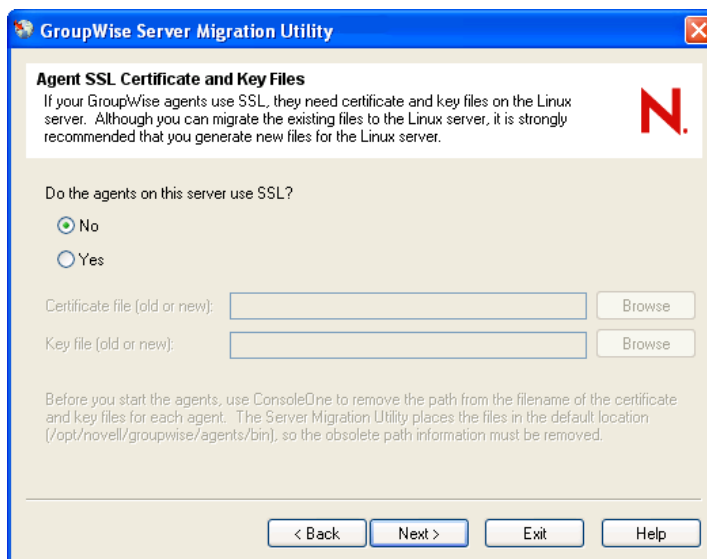 GroupWise Server Migration Utility
Agent SSL Certificate and Key Files
If your GroupWise agents use SSL, they need certificate and key files on the Linux
server. Although you can migrate the existing files to the Linux server, it is strongly
recommended that you generate new files for the Linux server.
N.
Do the agents on this server use SSL?
No
Yes
Certificate file (old or new): Browse
Key file (old or new): Browse
Before you start the agents, use ConsoleOne to remove the path from the filename of the certificate
and key files for each agent. The Server Migration Utility places the files in the default location
(/opt/novell/groupwise/agents/bin), so the obsolete path information must be removed.
< Back Next > Exit Help